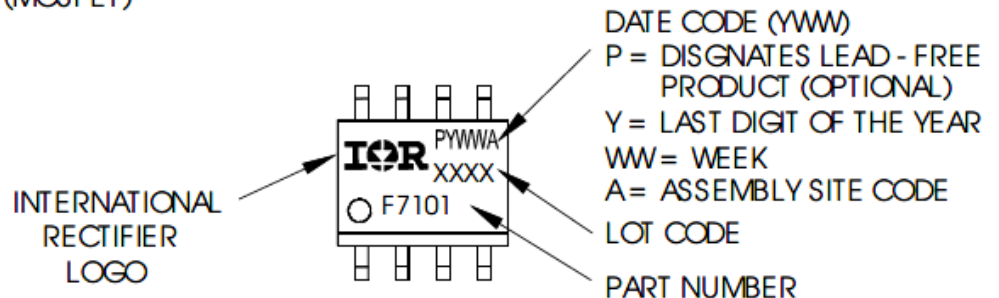 DATE CODE (YWW)
P = DISGNATES LEAD - FREE
PRODUCT (OPTIONAL)
Y = LAST DIGIT OF THE YEAR
WW = WEEK
A = ASSEMBLY SITE CODE
LOT CODE
PART NUMBER
INTERNATIONAL
RECTIFIER
LOGO
IOR
PYWWA
XXXX
F7101